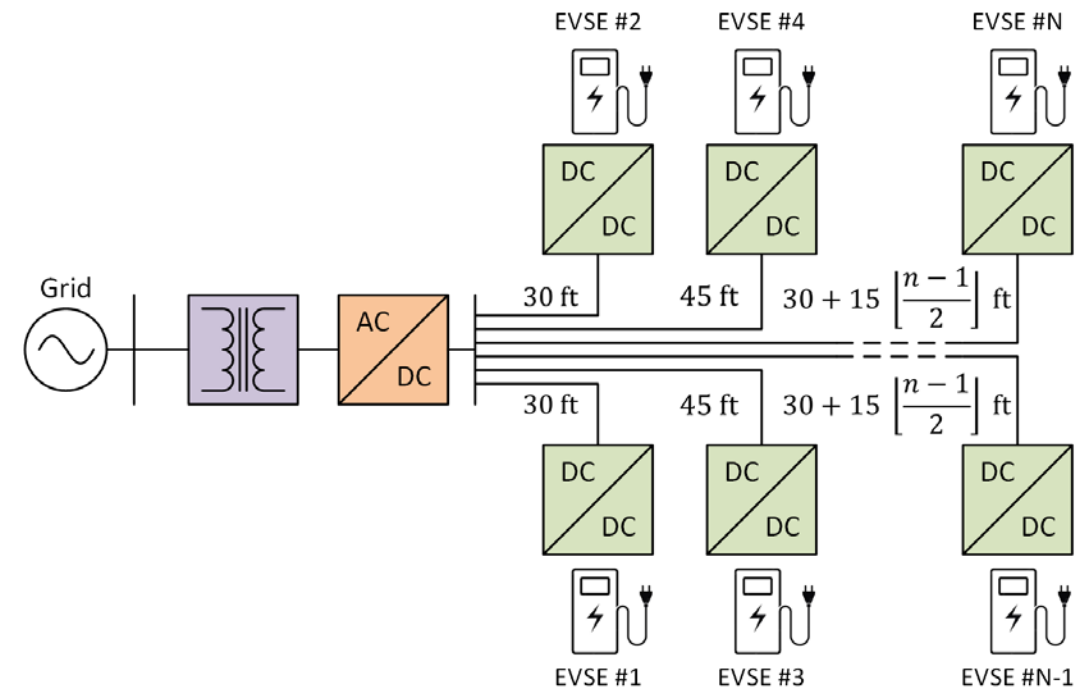 EVSE #2 EVSE #4 EVSE #N
DC DC DC
DC DC DC
Grid
30 ft 45 ft 30 + 15 ⌊(n − 1)/2⌋ ft
AC
DC
30 ft 45 ft 30 + 15 ⌊(n − 1)/2⌋ ft
DC DC DC
DC DC DC
EVSE #1 EVSE #3 EVSE #N-1